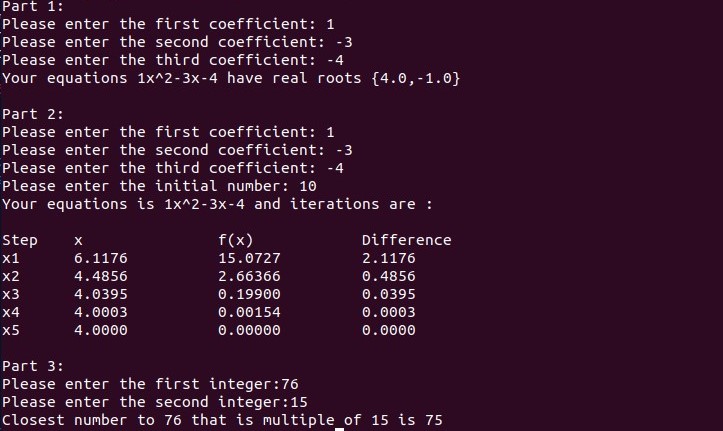 Part 1:
Please enter the first coefficient: 1
Please enter the second coefficient: -3
Please enter the third coefficient: -4
Your equations 1x^2-3x-4 have real roots {4.0,-1.0}
Part 2:
Please enter the first coefficient: 1
Please enter the second coefficient: -3
Please enter the third coefficient: -4
Please enter the initial number: 10
Your equations is 1x^2-3x-4 and iterations are :
Step x f(x) Difference
x1 6.1176 15.0727 2.1176
x2 4.4856 2.66366 0.4856
x3 4.0395 0.19900 0.0395
x4 4.0003 0.00154 0.0003
x5 4.0000 0.00000 0.0000
Part 3:
Please enter the first integer:76
Please enter the second integer:15
Closest number to 76 that is multiple of 15 is 75